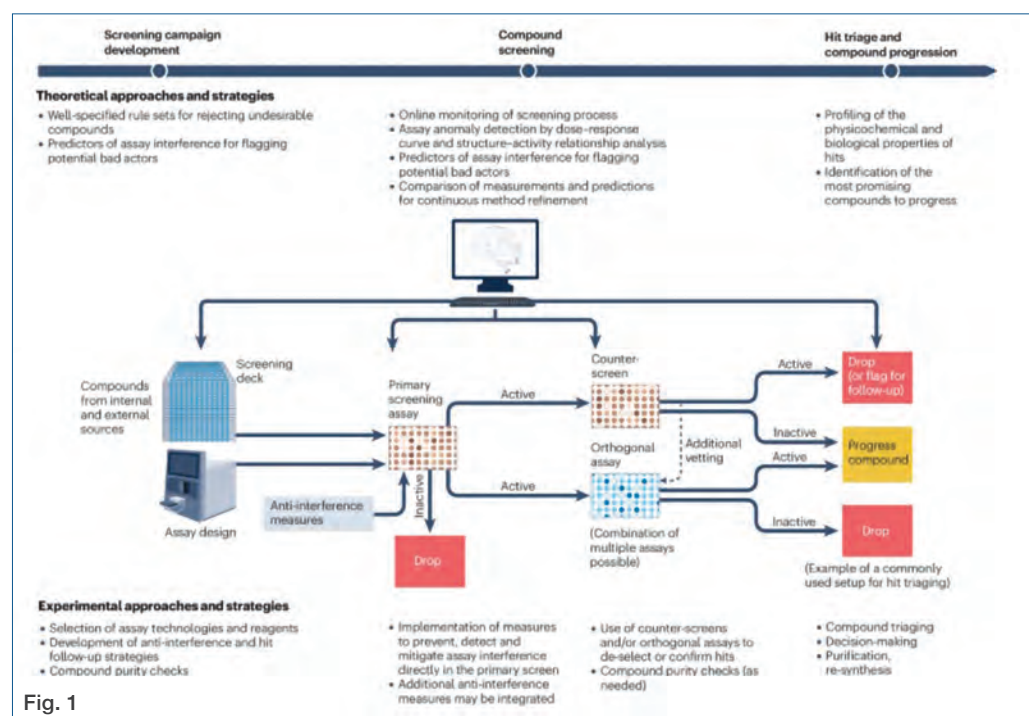 Screening campaign
development
Compound
screening
Hit triage and
compound progression
Theoretical approaches and strategies
• Well-specified rule sets for rejecting undesirable
compounds
• Predictors of assay interference for flagging
potential bad actors
• Online monitoring of screening process
• Assay anomaly detection by dose–response
curve and structure–activity relationship analysis
• Predictors of assay interference for flagging
potential bad actors
• Comparison of measurements and predictions
for continuous method refinement
• Profiling of the
physicochemical and
biological properties of
hits
• Identification of the
most promising
compounds to progress
Compounds
from internal
and external
sources
Screening
deck
Assay design
Anti-interference
measures
Primary
screening
assay
Inactive
Drop
Active
Active
Counter-
screen
Orthogonal
assay
(Combination of
multiple assays
possible)
Additional
vetting
Active
Inactive
Active
Inactive
Drop
(or flag for
follow-up)
Progress
compound
Drop
(Example of a commonly
used setup for hit triaging)
Experimental approaches and strategies
• Selection of assay technologies and reagents
• Development of anti-interference and hit
follow-up strategies
• Compound purity checks
• Implementation of measures
to prevent, detect and
mitigate assay interference
directly in the primary screen
• Additional anti-interference
measures may be integrated
• Use of counter-screens
and/or orthogonal assays to
de-select or confirm hits
• Compound purity checks (as
needed)
• Compound triaging
• Decision-making
• Purification,
re-synthesis
Fig. 1